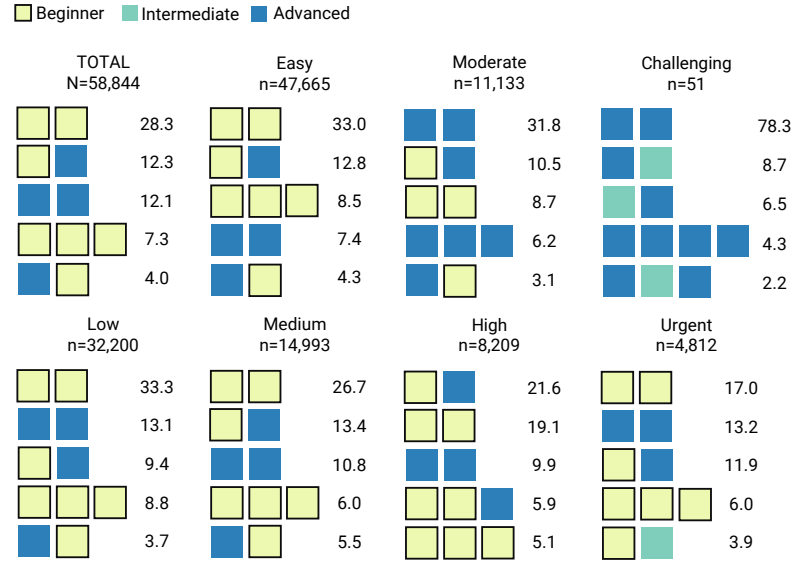 Beginner Intermediate Advanced
TOTAL Easy Moderate Challenging
N=58,844 n=47,665 n=11,133 n=51
28.3 33.0 31.8 78.3
12.3 12.8 10.5 8.7
12.1 8.5 8.7 6.5
7.3 7.4 6.2 4.3
4.0 4.3 3.1 2.2
Low Medium High Urgent
n=32,200 n=14,993 n=8,209 n=4,812
33.3 26.7 21.6 17.0
13.1 13.4 19.1 13.2
9.4 10.8 9.9 11.9
8.8 6.0 5.9 6.0
3.7 5.5 5.1 3.9